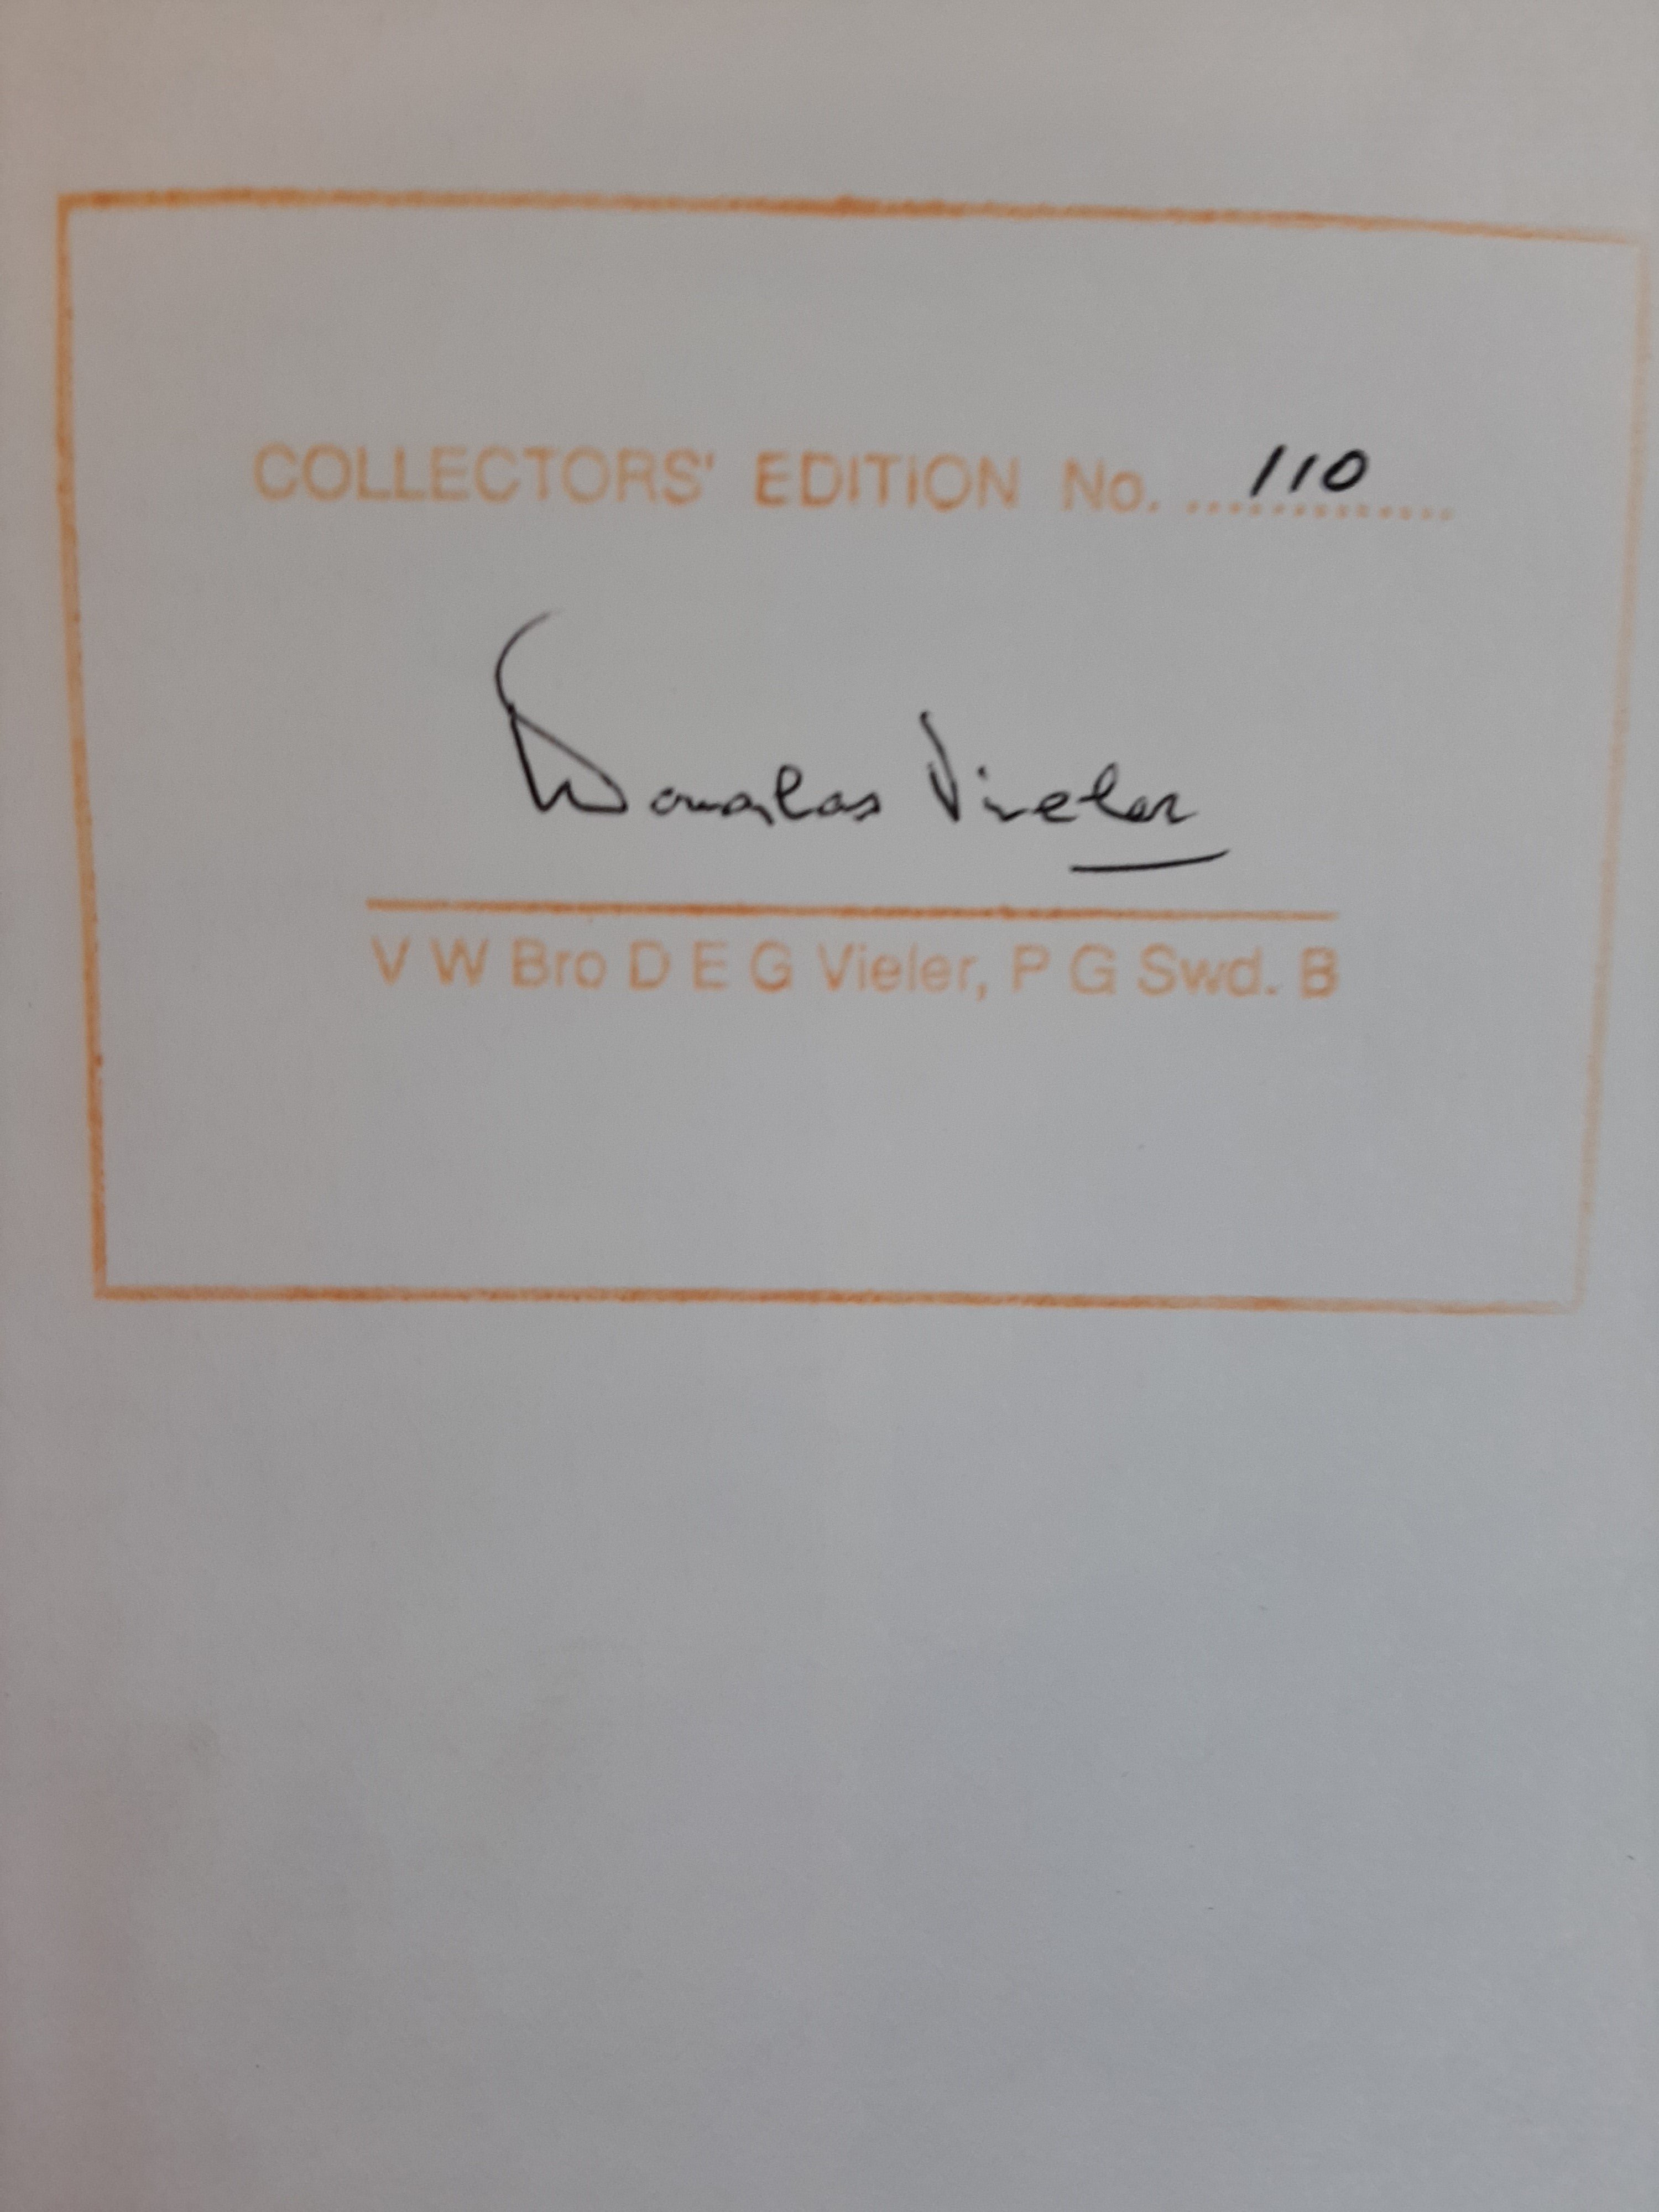 COLLECTORS' EDITION No. ....110....
Douglas Vieler
V W Bro D E G Vieler, P G Swd. B